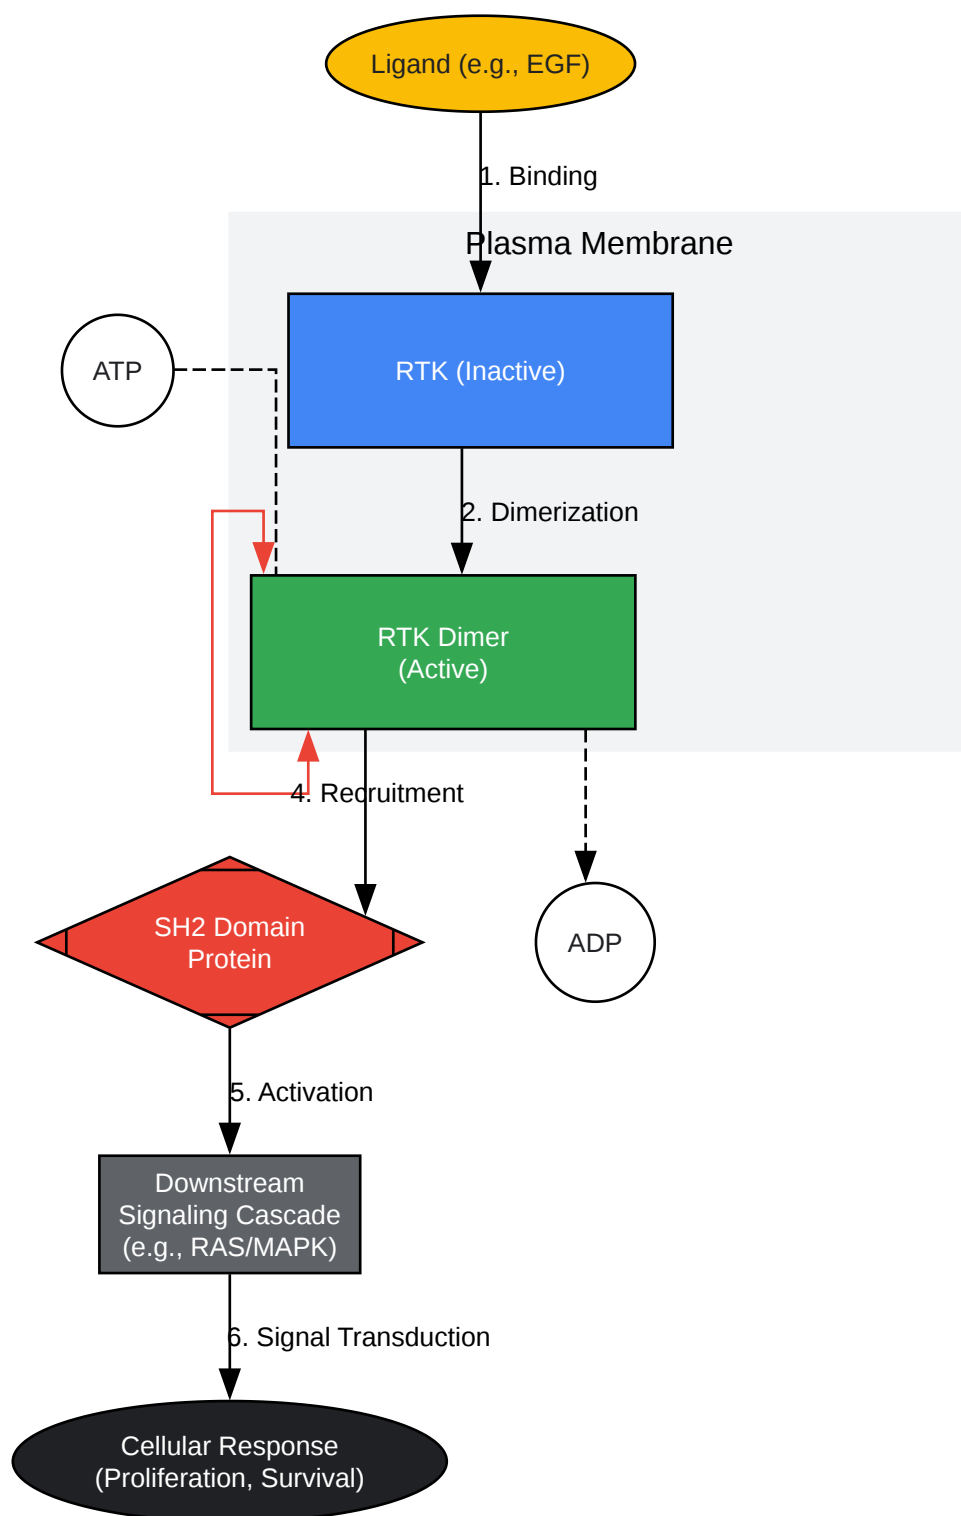 Ligand (e.g., EGF)
1. Binding
Plasma Membrane
RTK (Inactive)
ATP
2. Dimerization
RTK Dimer
(Active)
4. Recruitment
SH2 Domain
Protein
ADP
5. Activation
Downstream
Signaling Cascade
(e.g., RAS/MAPK)
6. Signal Transduction
Cellular Response
(Proliferation, Survival)